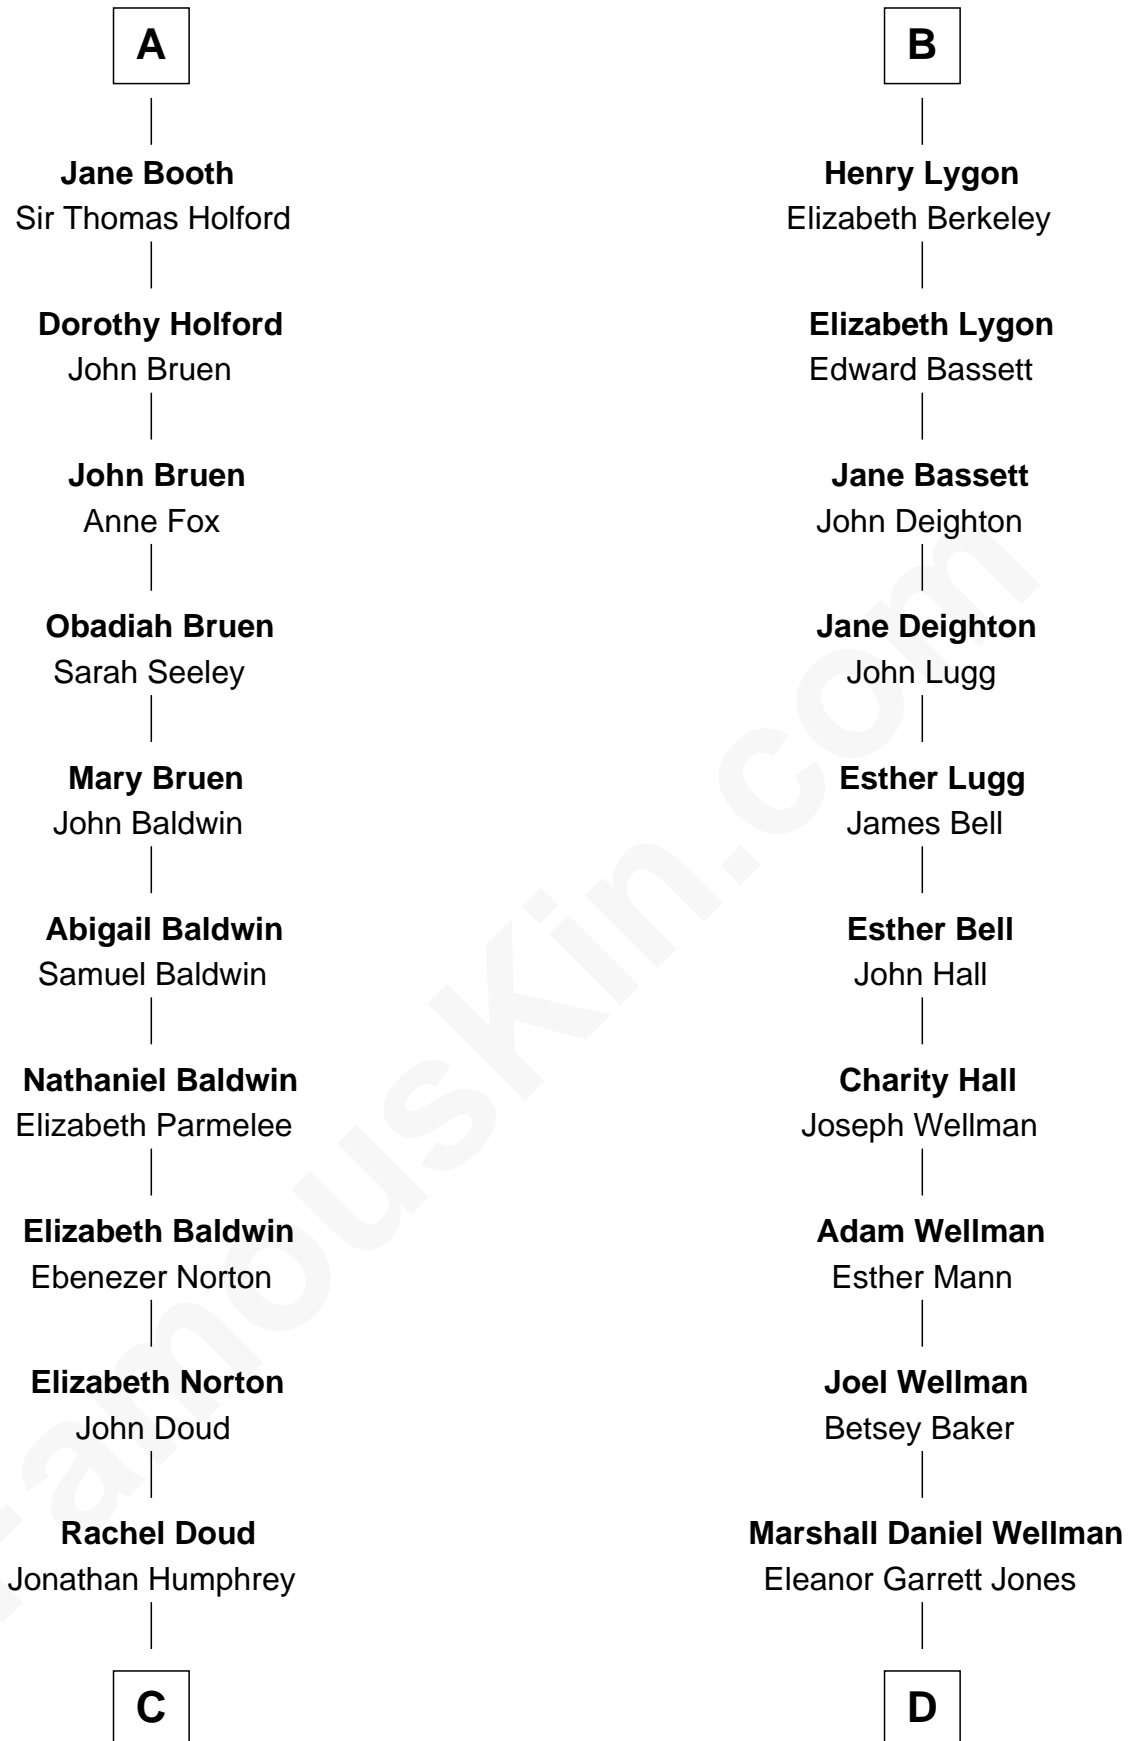 A
Jane Booth
Sir Thomas Holford
Dorothy Holford
John Bruen
John Bruen
Anne Fox
Obadiah Bruen
Sarah Seeley
Mary Bruen
John Baldwin
Abigail Baldwin
Samuel Baldwin
Nathaniel Baldwin
Elizabeth Parmelee
Elizabeth Baldwin
Ebenezer Norton
Elizabeth Norton
John Doud
Rachel Doud
Jonathan Humphrey
C
B
Henry Lygon
Elizabeth Berkeley
Elizabeth Lygon
Edward Bassett
Jane Bassett
John Deighton
Jane Deighton
John Lugg
Esther Lugg
James Bell
Esther Bell
John Hall
Charity Hall
Joseph Wellman
Adam Wellman
Esther Mann
Joel Wellman
Betsey Baker
Marshall Daniel Wellman
Eleanor Garrett Jones
D
FamousKin.com